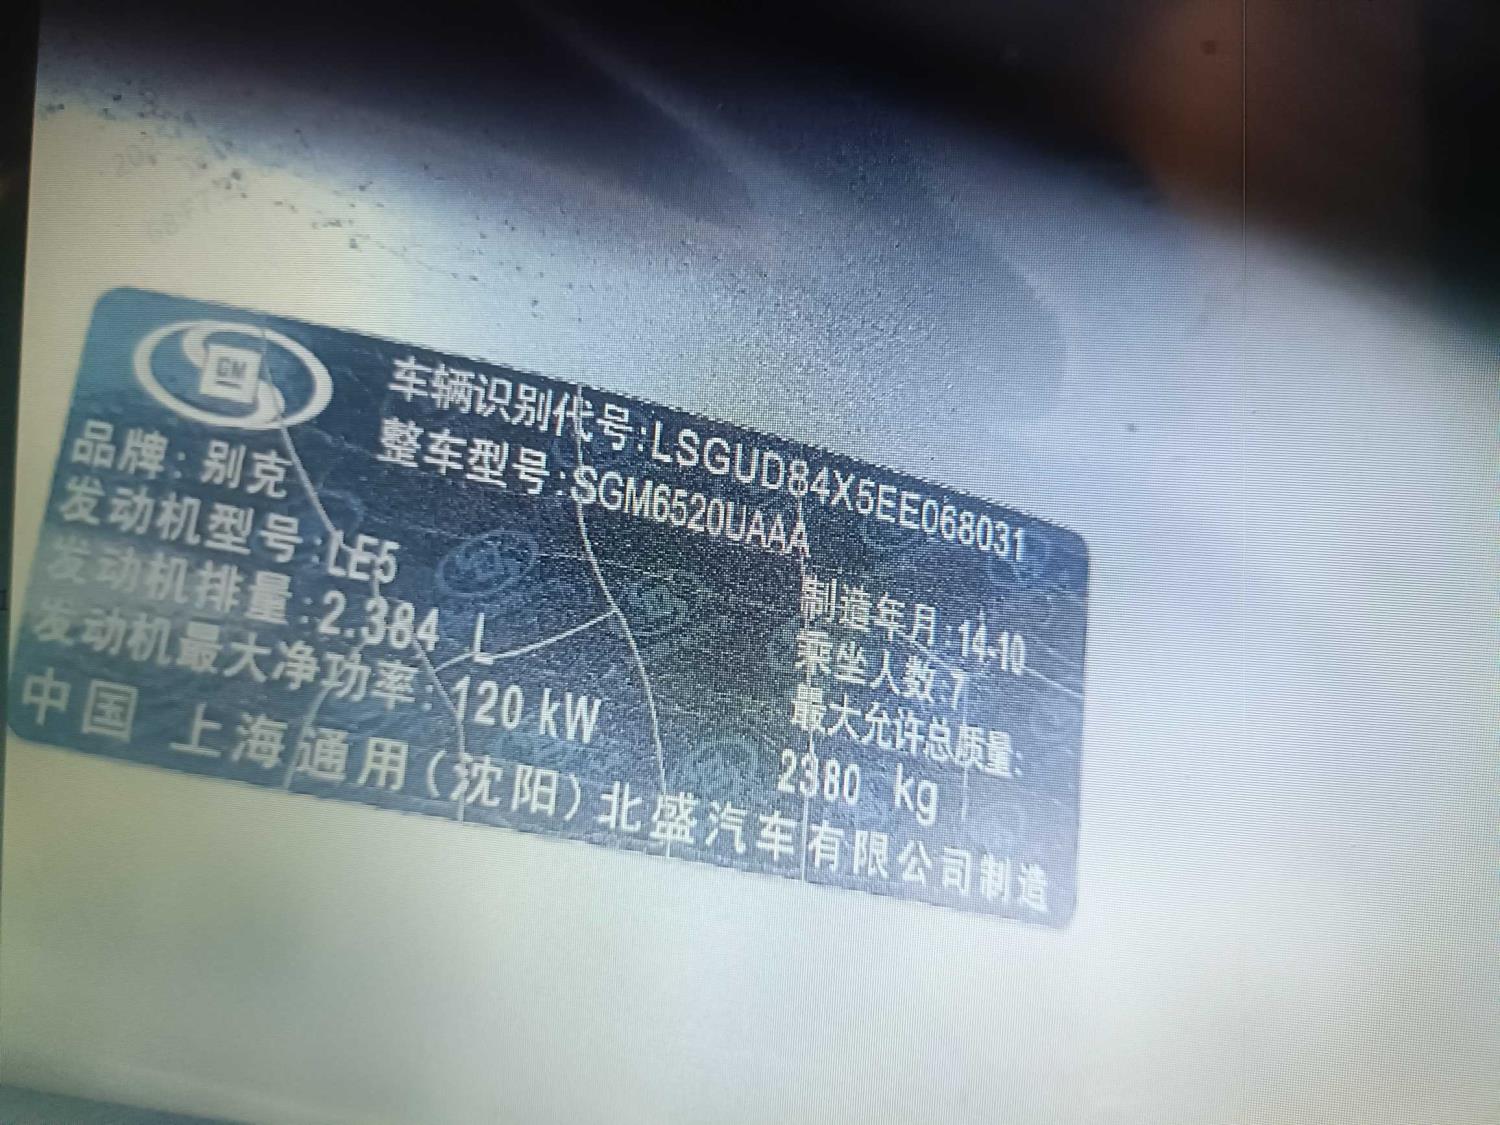 GM
车辆识别代号:LSGUD84X5EE068031
整车型号:SGM6520UAAA
品牌:别克
发动机型号:LE5
发动机排量:2.384 L
发动机最大净功率:120 kW
制造年月:14-10
乘坐人数:7
最大允许总质量:
2380 kg
中国 上海通用(沈阳)北盛汽车有限公司制造